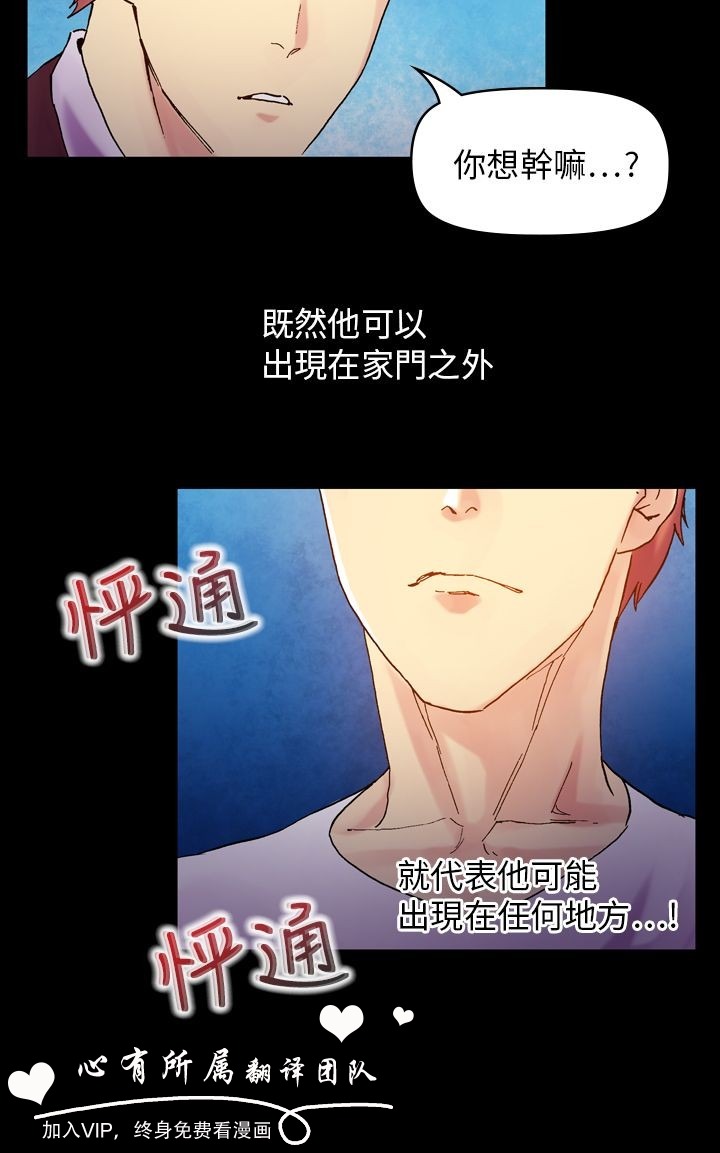 你想幹嘛...?
既然他可以
出現在家門之外
怦通
就代表他可能
出現在任何地方...!
怦通
心有所属翻译团队
加入VIP，终身免费看漫画